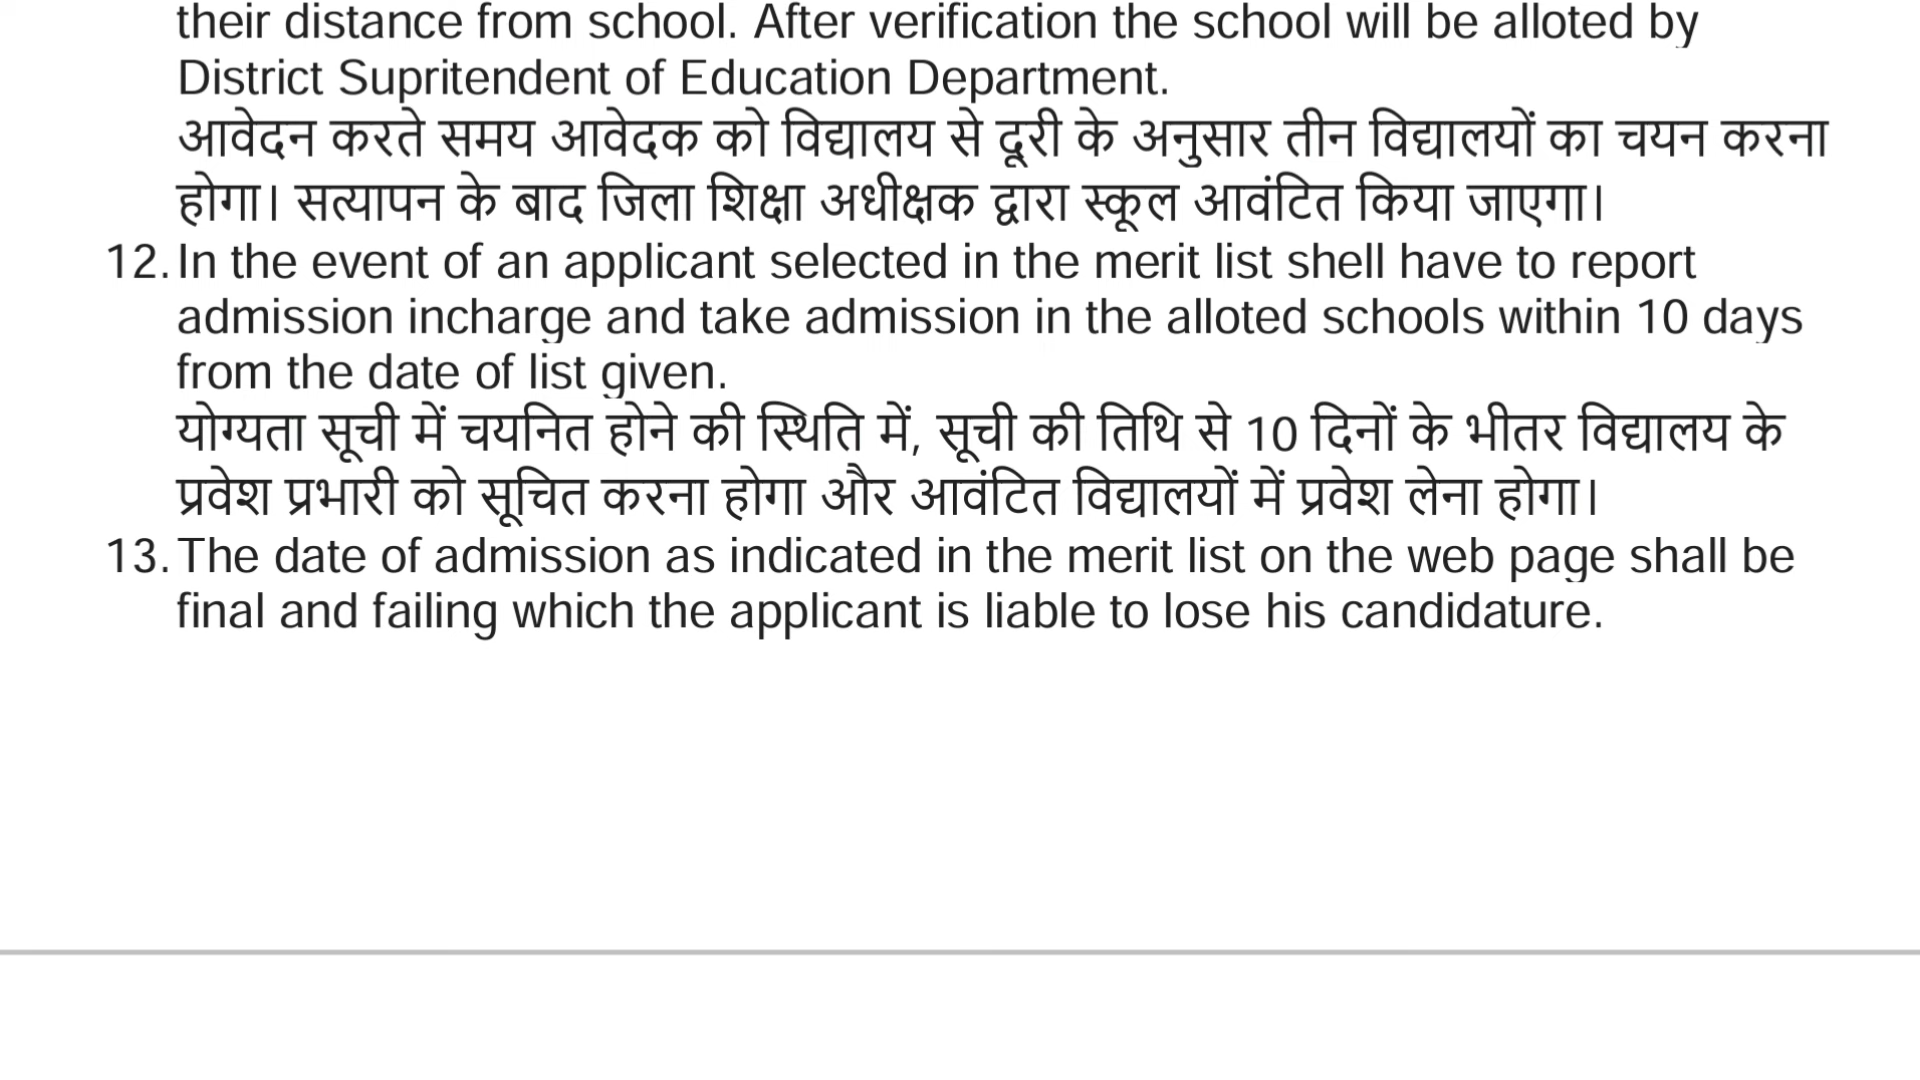 their distance from school. After verification the school will be alloted by
District Supritendent of Education Department.
आवेदन करते समय आवेदक को विद्यालय से दूरी के अनुसार तीन विद्यालयों का चयन करना
होगा। सत्यापन के बाद जिला शिक्षा अधीक्षक द्वारा स्कूल आवंटित किया जाएगा।
12. In the event of an applicant selected in the merit list shell have to report
admission incharge and take admission in the alloted schools within 10 days
from the date of list given.
योग्यता सूची में चयनित होने की स्थिति में, सूची की तिथि से 10 दिनों के भीतर विद्यालय के
प्रवेश प्रभारी को सूचित करना होगा और आवंटित विद्यालयों में प्रवेश लेना होगा।
13. The date of admission as indicated in the merit list on the web page shall be
final and failing which the applicant is liable to lose his candidature.